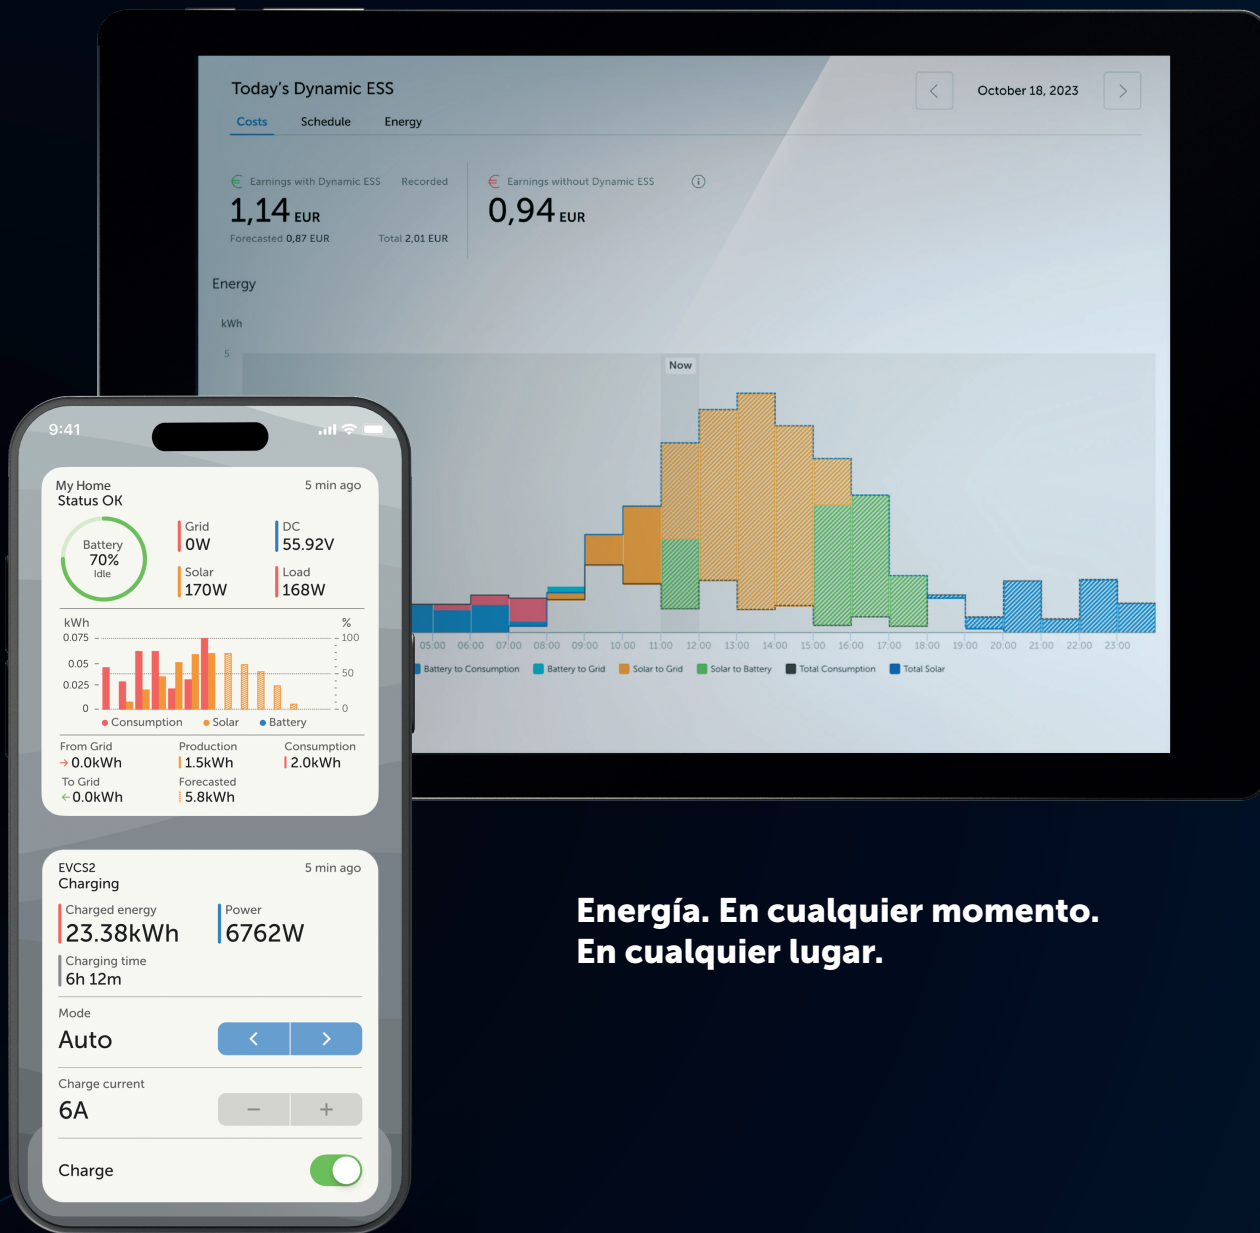 Today's Dynamic ESS
October 18, 2023
Costs Schedule Energy
Earnings with Dynamic ESS Recorded
1,14 EUR
Forecasted 0,87 EUR Total 2,01 EUR
Earnings without Dynamic ESS
0,94 EUR
Energy
kWh
5
Now
05:00 06:00 07:00 08:00 09:00 10:00 11:00 12:00 13:00 14:00 15:00 16:00 17:00 18:00 19:00 20:00 21:00 22:00 23:00
Battery to Consumption Battery to Grid Solar to Grid Solar to Battery Total Consumption Total Solar
9:41
My Home 5 min ago
Status OK
Battery
70%
Idle
Grid
0W
DC
55.92V
Solar
170W
Load
168W
kWh %
0.075 100
0.05
50
0.025
0 0
Consumption Solar Battery
From Grid Production Consumption
→ 0.0kWh 1.5kWh 2.0kWh
To Grid Forecasted
← 0.0kWh 5.8kWh
EVCS2 5 min ago
Charging
Charged energy Power
23.38kWh 6762W
Charging time
6h 12m
Mode
Auto < >
Charge current
6A − +
Charge
Energía. En cualquier momento.
En cualquier lugar.